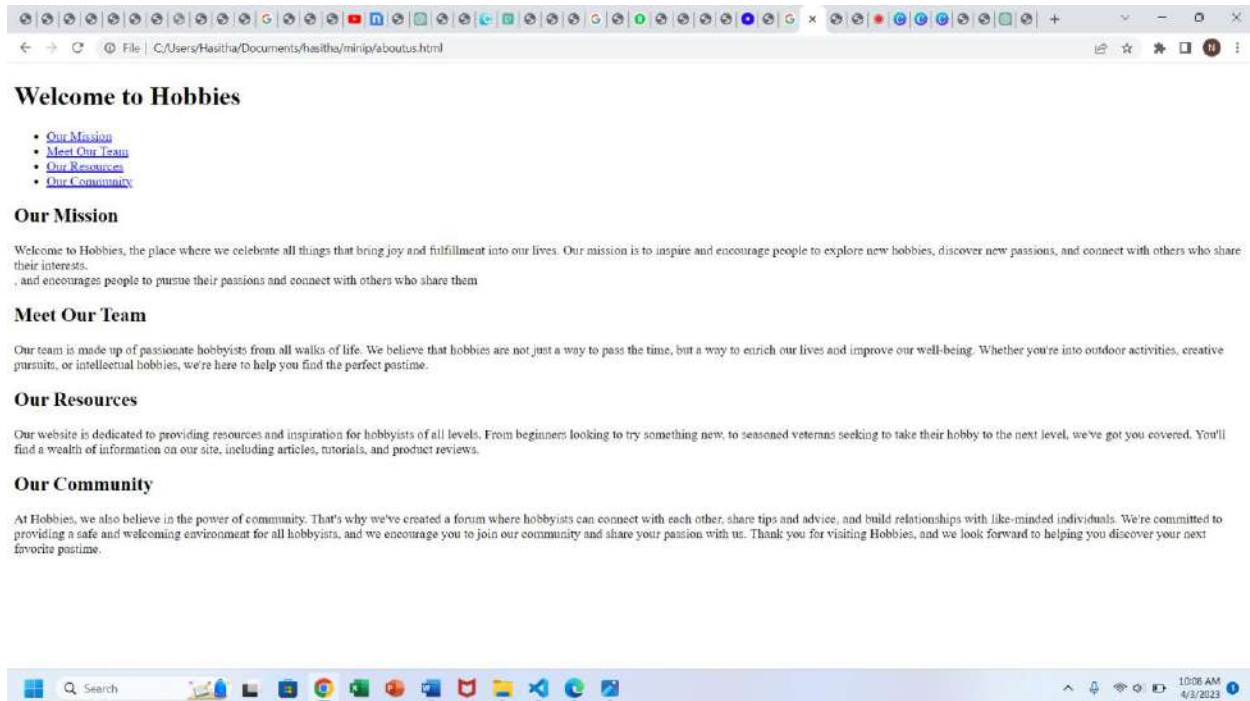 File | C:/Users/Hasitha/Documents/hasitha/minip/aboutus.html
N
Welcome to Hobbies
• Our Mission
• Meet Our Team
• Our Resources
• Our Community
Our Mission
Welcome to Hobbies, the place where we celebrate all things that bring joy and fulfillment into our lives. Our mission is to inspire and encourage people to explore new hobbies, discover new passions, and connect with others who share
their interests.
, and encourages people to pursue their passions and connect with others who share them
Meet Our Team
Our team is made up of passionate hobbyists from all walks of life. We believe that hobbies are not just a way to pass the time, but a way to enrich our lives and improve our well-being. Whether you're into outdoor activities, creative
pursuits, or intellectual hobbies, we're here to help you find the perfect pastime.
Our Resources
Our website is dedicated to providing resources and inspiration for hobbyists of all levels. From beginners looking to try something new, to seasoned veterans seeking to take their hobby to the next level, we've got you covered. You'll
find a wealth of information on our site, including articles, tutorials, and product reviews.
Our Community
At Hobbies, we also believe in the power of community. That's why we've created a forum where hobbyists can connect with each other, share tips and advice, and build relationships with like-minded individuals. We're committed to
providing a safe and welcoming environment for all hobbyists, and we encourage you to join our community and share your passion with us. Thank you for visiting Hobbies, and we look forward to helping you discover your next
favorite pastime.
Search
10:08 AM
4/3/2023